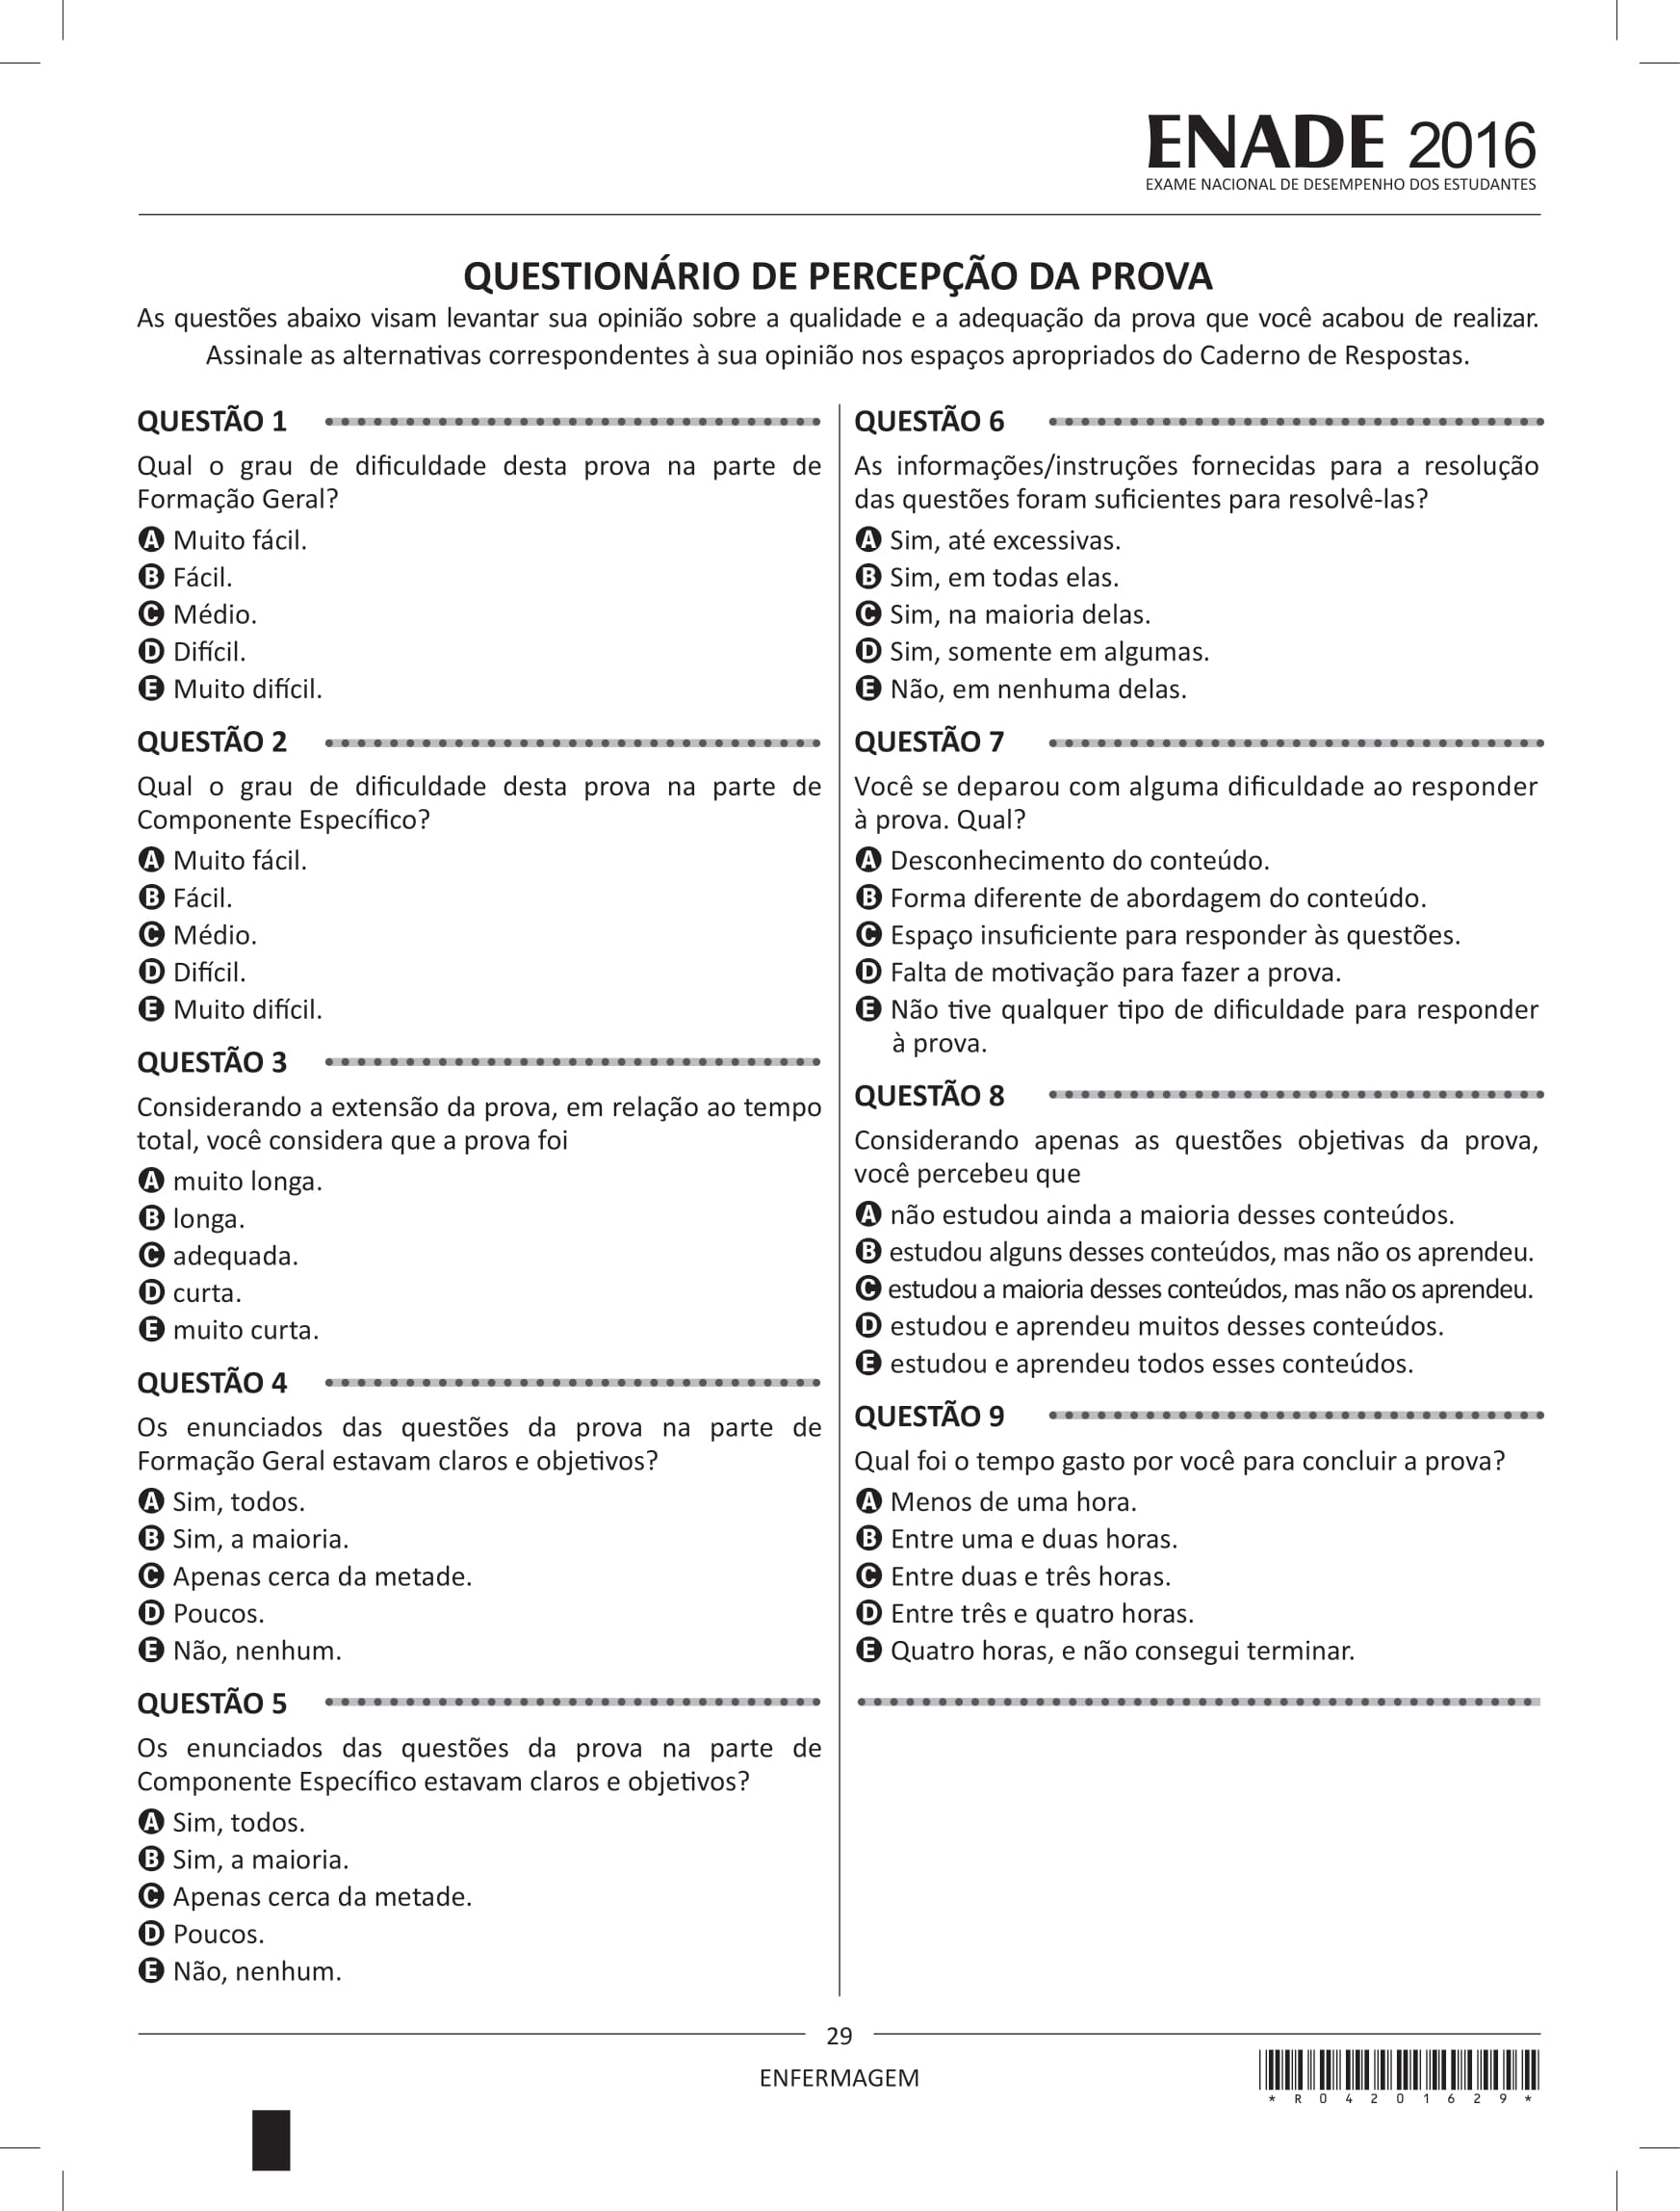 ENADE 2016
EXAME NACIONAL DE DESEMPENHO DOS ESTUDANTES
QUESTIONÁRIO DE PERCEPÇÃO DA PROVA
As questões abaixo visam levantar sua opinião sobre a qualidade e a adequação da prova que você acabou de realizar.
Assinale as alternativas correspondentes à sua opinião nos espaços apropriados do Caderno de Respostas.
QUESTÃO 1
Qual o grau de dificuldade desta prova na parte de
Formação Geral?
A Muito fácil.
B Fácil.
C Médio.
D Difícil.
E Muito difícil.
QUESTÃO 2
Qual o grau de dificuldade desta prova na parte de
Componente Específico?
A Muito fácil.
B Fácil.
C Médio.
D Difícil.
E Muito difícil.
QUESTÃO 3
Considerando a extensão da prova, em relação ao tempo
total, você considera que a prova foi
A muito longa.
B longa.
C adequada.
D curta.
E muito curta.
QUESTÃO 4
Os enunciados das questões da prova na parte de
Formação Geral estavam claros e objetivos?
A Sim, todos.
B Sim, a maioria.
C Apenas cerca da metade.
D Poucos.
E Não, nenhum.
QUESTÃO 5
Os enunciados das questões da prova na parte de
Componente Específico estavam claros e objetivos?
A Sim, todos.
B Sim, a maioria.
C Apenas cerca da metade.
D Poucos.
E Não, nenhum.
QUESTÃO 6
As informações/instruções fornecidas para a resolução
das questões foram suficientes para resolvê-las?
A Sim, até excessivas.
B Sim, em todas elas.
C Sim, na maioria delas.
D Sim, somente em algumas.
E Não, em nenhuma delas.
QUESTÃO 7
Você se deparou com alguma dificuldade ao responder
à prova. Qual?
A Desconhecimento do conteúdo.
B Forma diferente de abordagem do conteúdo.
C Espaço insuficiente para responder às questões.
D Falta de motivação para fazer a prova.
E Não tive qualquer tipo de dificuldade para responder
à prova.
QUESTÃO 8
Considerando apenas as questões objetivas da prova,
você percebeu que
A não estudou ainda a maioria desses conteúdos.
B estudou alguns desses conteúdos, mas não os aprendeu.
C estudou a maioria desses conteúdos, mas não os aprendeu.
D estudou e aprendeu muitos desses conteúdos.
E estudou e aprendeu todos esses conteúdos.
QUESTÃO 9
Qual foi o tempo gasto por você para concluir a prova?
A Menos de uma hora.
B Entre uma e duas horas.
C Entre duas e três horas.
D Entre três e quatro horas.
E Quatro horas, e não consegui terminar.
29
ENFERMAGEM
* R 0 4 2 0 1 6 2 9 *